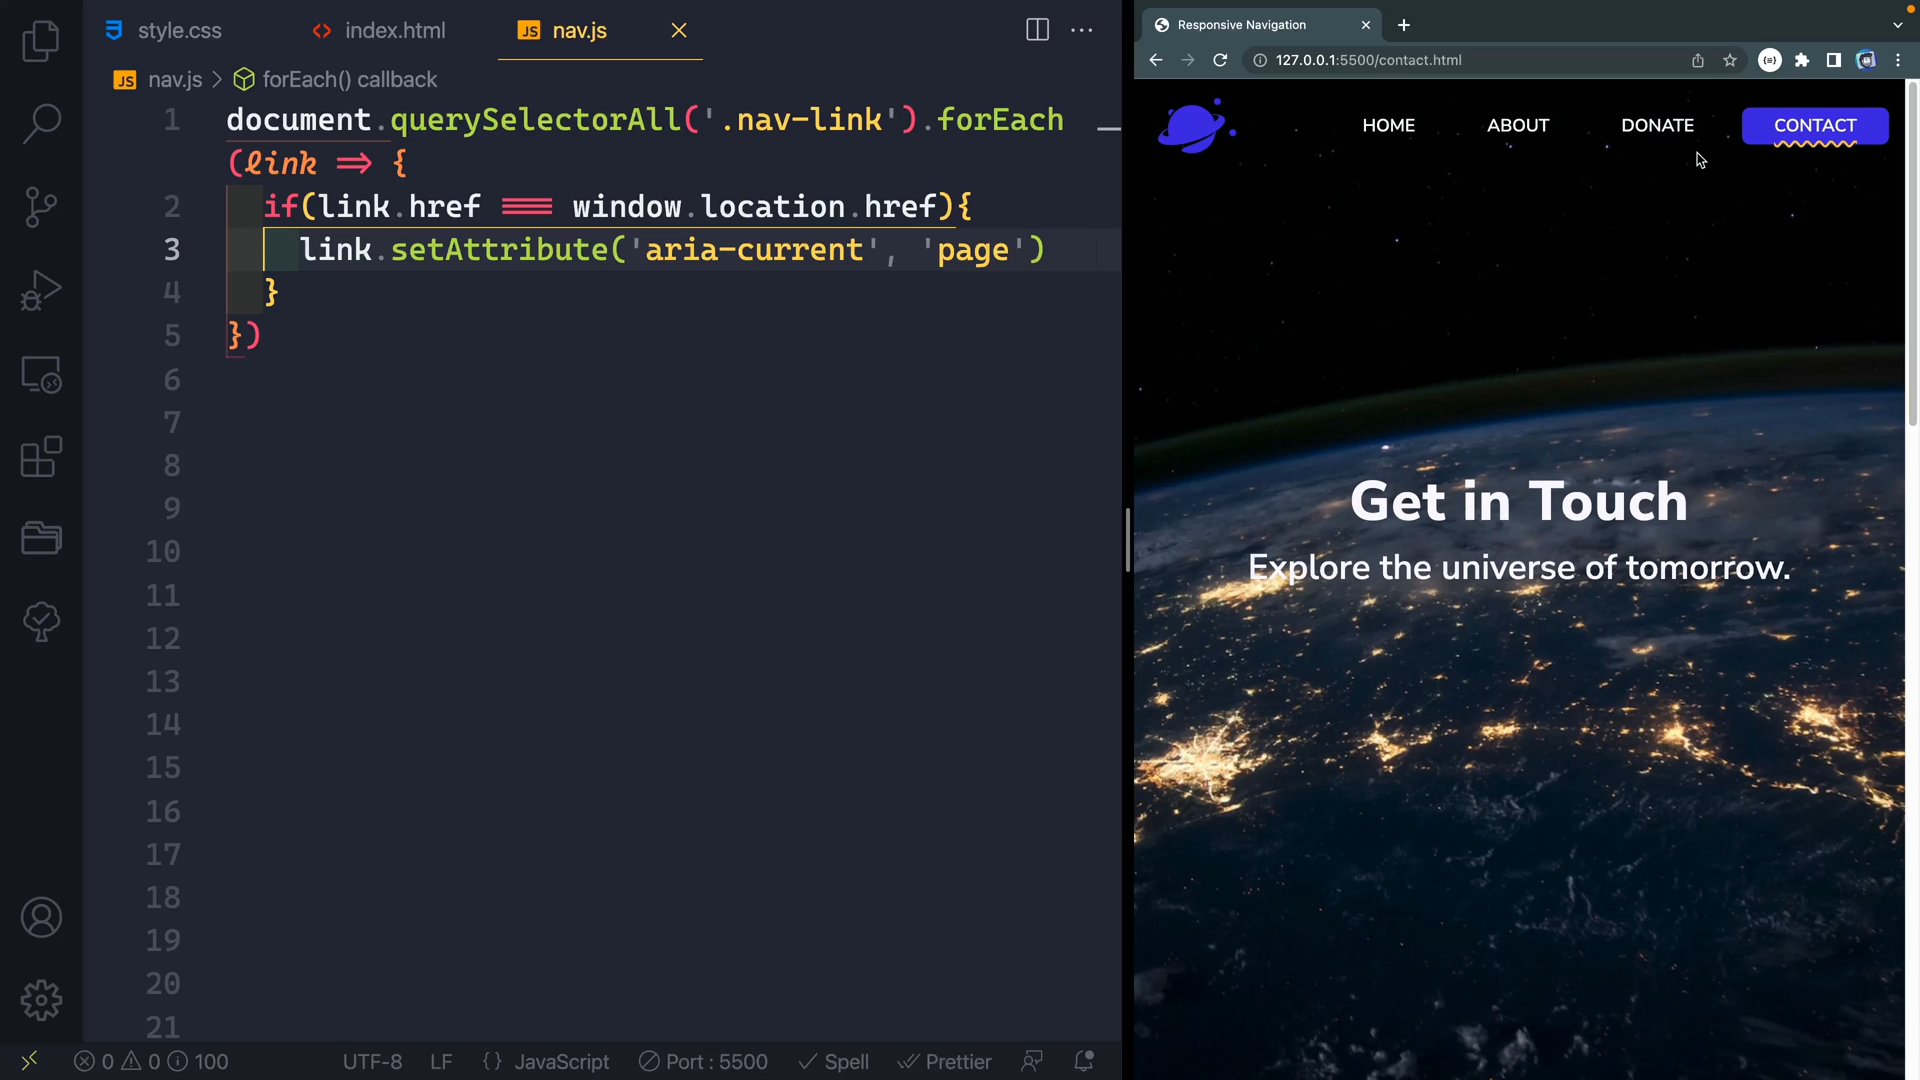 style.css
index.html
nav.js
nav.js > forEach() callback
1 document.querySelectorAll('.nav-link').forEach
(link => {
2 if(link.href === window.location.href){
3 link.setAttribute('aria-current', 'page')
4 }
5 })
6
7
8
9
10
11
12
13
14
15
16
17
18
19
20
21
0 0 100
UTF-8
LF
{} JavaScript
Port : 5500
Spell
Prettier
Responsive Navigation
127.0.0.1:5500/contact.html
HOME
ABOUT
DONATE
CONTACT
Get in Touch
Explore the universe of tomorrow.